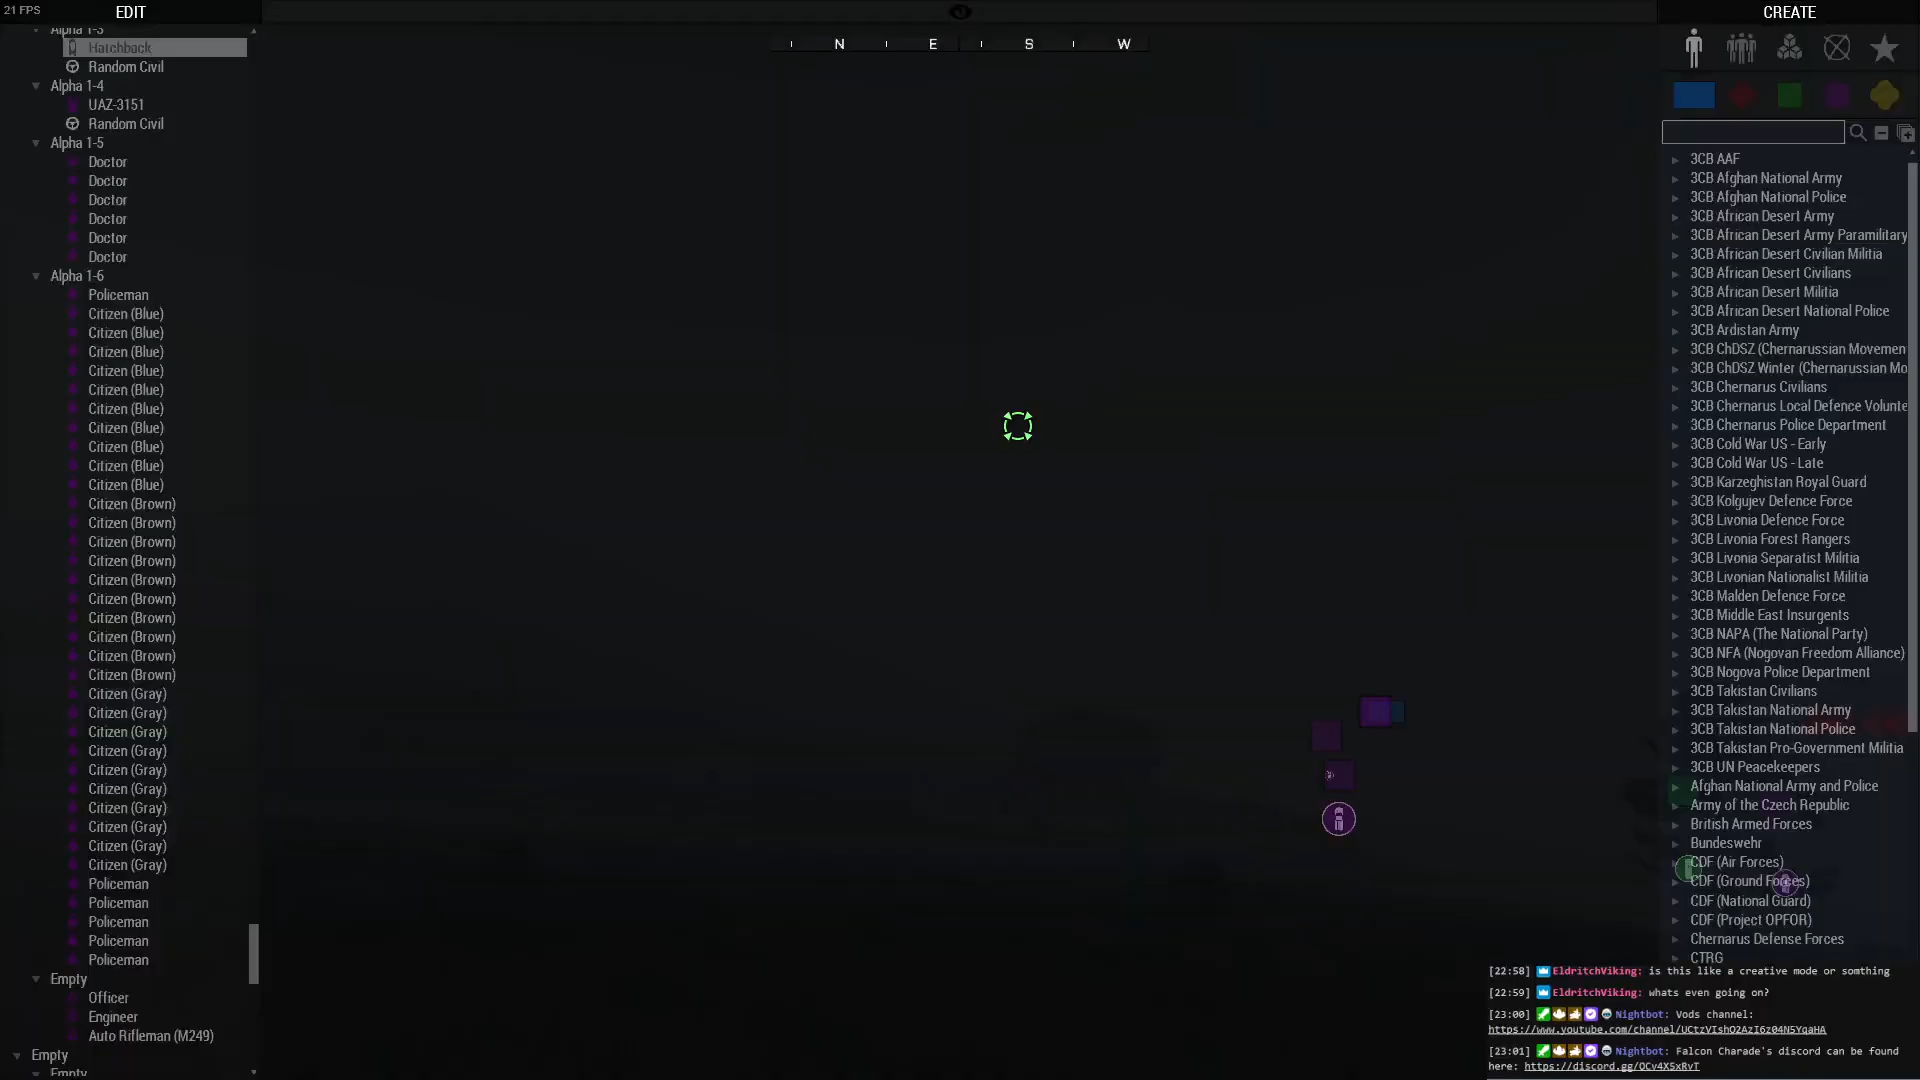 21 FPS
EDIT
Alpha 1-3
Hatchback
Random Civil
Alpha 1-4
UAZ-3151
Random Civil
Alpha 1-5
Doctor
Doctor
Doctor
Doctor
Doctor
Doctor
Alpha 1-6
Policeman
Citizen (Blue)
Citizen (Blue)
Citizen (Blue)
Citizen (Blue)
Citizen (Blue)
Citizen (Blue)
Citizen (Blue)
Citizen (Blue)
Citizen (Blue)
Citizen (Blue)
Citizen (Brown)
Citizen (Brown)
Citizen (Brown)
Citizen (Brown)
Citizen (Brown)
Citizen (Brown)
Citizen (Brown)
Citizen (Brown)
Citizen (Brown)
Citizen (Brown)
Citizen (Gray)
Citizen (Gray)
Citizen (Gray)
Citizen (Gray)
Citizen (Gray)
Citizen (Gray)
Citizen (Gray)
Citizen (Gray)
Citizen (Gray)
Citizen (Gray)
Policeman
Policeman
Policeman
Policeman
Policeman
Empty
Officer
Engineer
Auto Rifleman (M249)
Empty
Empty
N E S W
CREATE
3CB AAF
3CB Afghan National Army
3CB Afghan National Police
3CB African Desert Army
3CB African Desert Army Paramilitary
3CB African Desert Civilian Militia
3CB African Desert Civilians
3CB African Desert Militia
3CB African Desert National Police
3CB Ardistan Army
3CB ChDSZ (Chernarussian Movemen
3CB ChDSZ Winter (Chernarussian Mo
3CB Chernarus Civilians
3CB Chernarus Local Defence Volunte
3CB Chernarus Police Department
3CB Cold War US - Early
3CB Cold War US - Late
3CB Karzeghistan Royal Guard
3CB Kolgujev Defence Force
3CB Livonia Defence Force
3CB Livonia Forest Rangers
3CB Livonia Separatist Militia
3CB Livonian Nationalist Militia
3CB Malden Defence Force
3CB Middle East Insurgents
3CB NAPA (The National Party)
3CB NFA (Nogovan Freedom Alliance)
3CB Nogova Police Department
3CB Takistan Civilians
3CB Takistan National Army
3CB Takistan National Police
3CB Takistan Pro-Government Militia
3CB UN Peacekeepers
Afghan National Army and Police
Army of the Czech Republic
British Armed Forces
Bundeswehr
CDF (Air Forces)
CDF (Ground Forces)
CDF (National Guard)
CDF (Project OPFOR)
Chernarus Defense Forces
CTRG
[22:58] EldritchViking: is this like a creative mode or somthing
[22:59] EldritchViking: whats even going on?
[23:00] Nightbot: Vods channel:
https://www.youtube.com/channel/UCtzVIshO2AzI6z04N5YqaHA
[23:01] Nightbot: Falcon Charade's discord can be found
here: https://discord.gg/QCv4X5xRvT